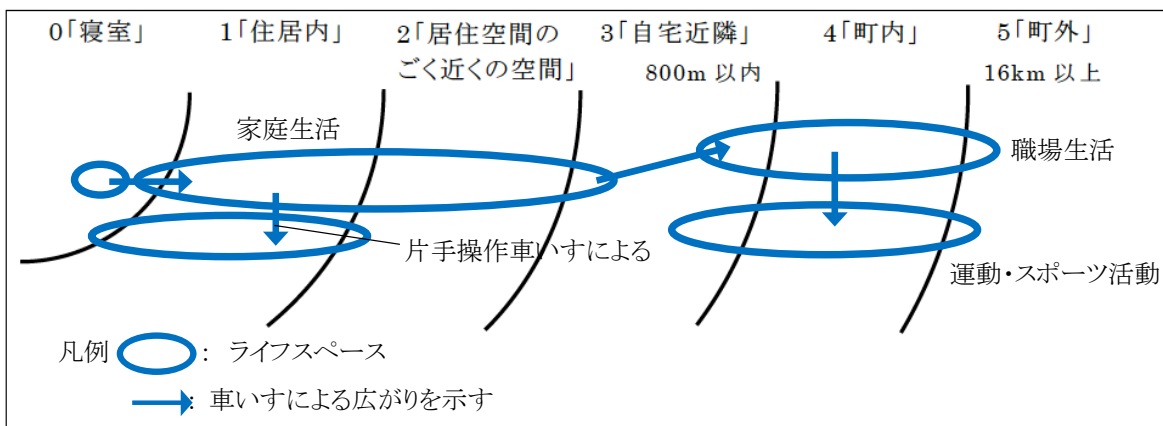 0「寝室」
1「住居内」
2「居住空間の
ごく近くの空間」
3「自宅近隣」
800m 以内
4「町内」
5「町外」
16km 以上
家庭生活
職場生活
片手操作車いすによる
運動・スポーツ活動
凡例 : ライフスペース
: 車いすによる広がりを示す